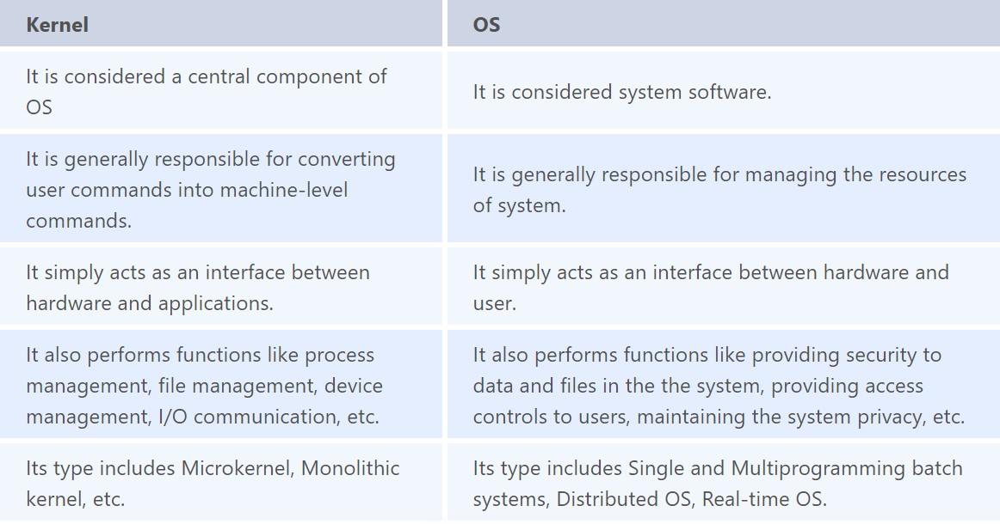 Kernel
OS
It is considered a central component of
OS
It is considered system software.
It is generally responsible for converting
user commands into machine-level
commands.
It is generally responsible for managing the resources
of system.
It simply acts as an interface between
hardware and applications.
It simply acts as an interface between hardware and
user.
It also performs functions like process
management, file management, device
management, I/O communication, etc.
It also performs functions like providing security to
data and files in the the system, providing access
controls to users, maintaining the system privacy, etc.
Its type includes Microkernel, Monolithic
kernel, etc.
Its type includes Single and Multiprogramming batch
systems, Distributed OS, Real-time OS.